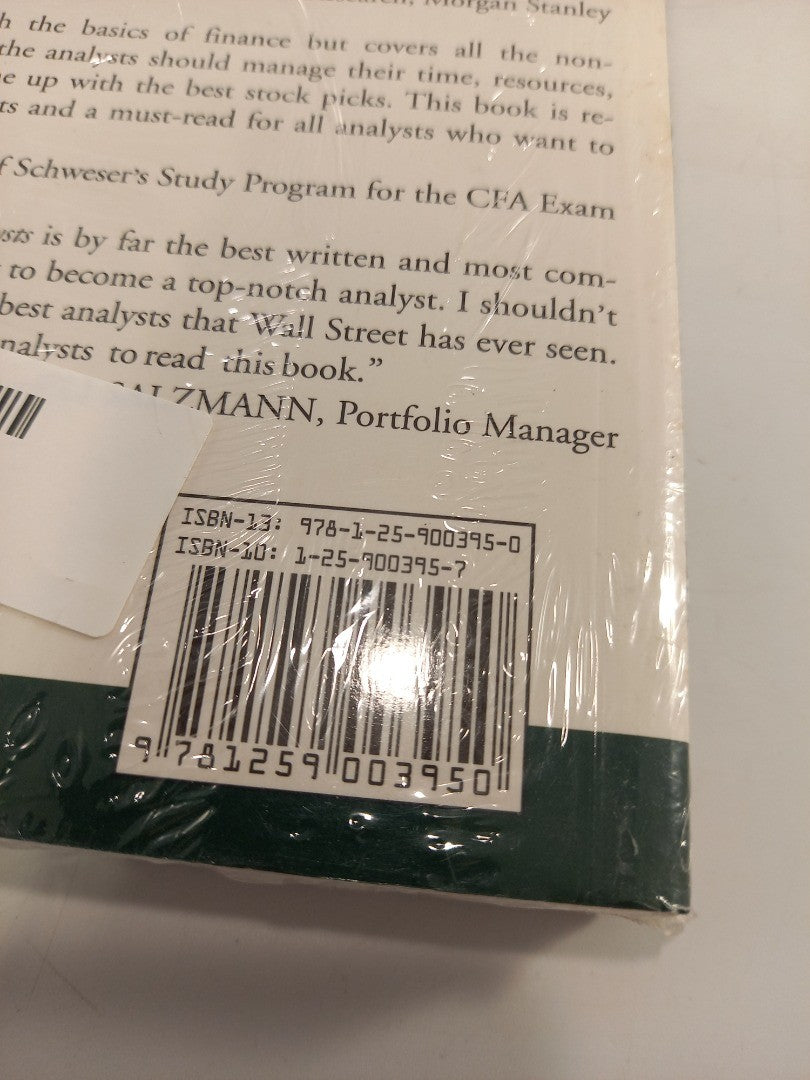 Morgan Stanley
h the basics of finance but covers all the non-
the analysts should manage their time, resources,
e up with the best stock picks. This book is re-
ts and a must-read for all analysts who want to
f Schweser's Study Program for the CFA Exam
sts is by far the best written and most com-
to become a top-notch analyst. I shouldn't
best analysts that Wall Street has ever seen.
nalysts to read this book."
ALZMANN, Portfolio Manager
ISBN-13: 978-1-25-900395-0
ISBN-10: 1-25-900395-7
9 781259 003950